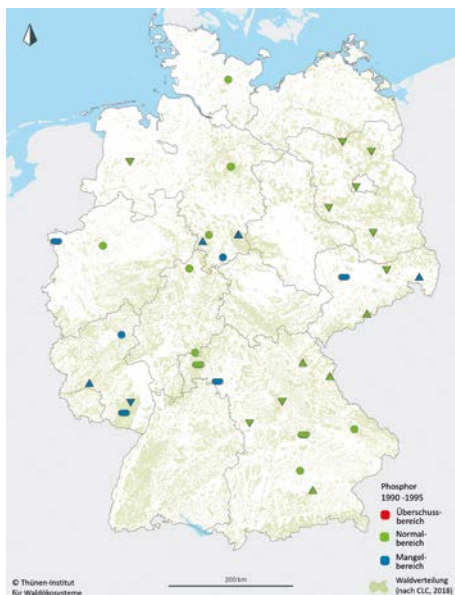 Phosphor
1990 -1995
Überschuss-
bereich
Normal-
bereich
Mangel-
bereich
Waldverteilung
(nach CLC, 2018)
200 km
© Thünen-Institut
für Waldökosysteme